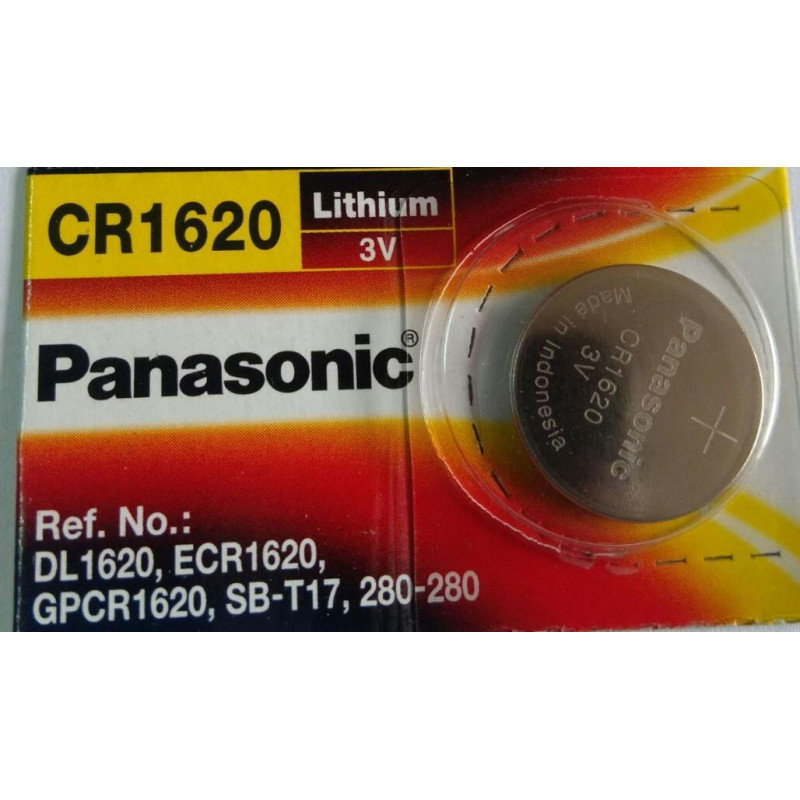 CR1620
Lithium
3V
Panasonic®
Ref. No.:
DL1620, ECR1620,
GPCR1620, SB-T17, 280-280
Panasonic
CR1620
3V
Made in Indonesia
+